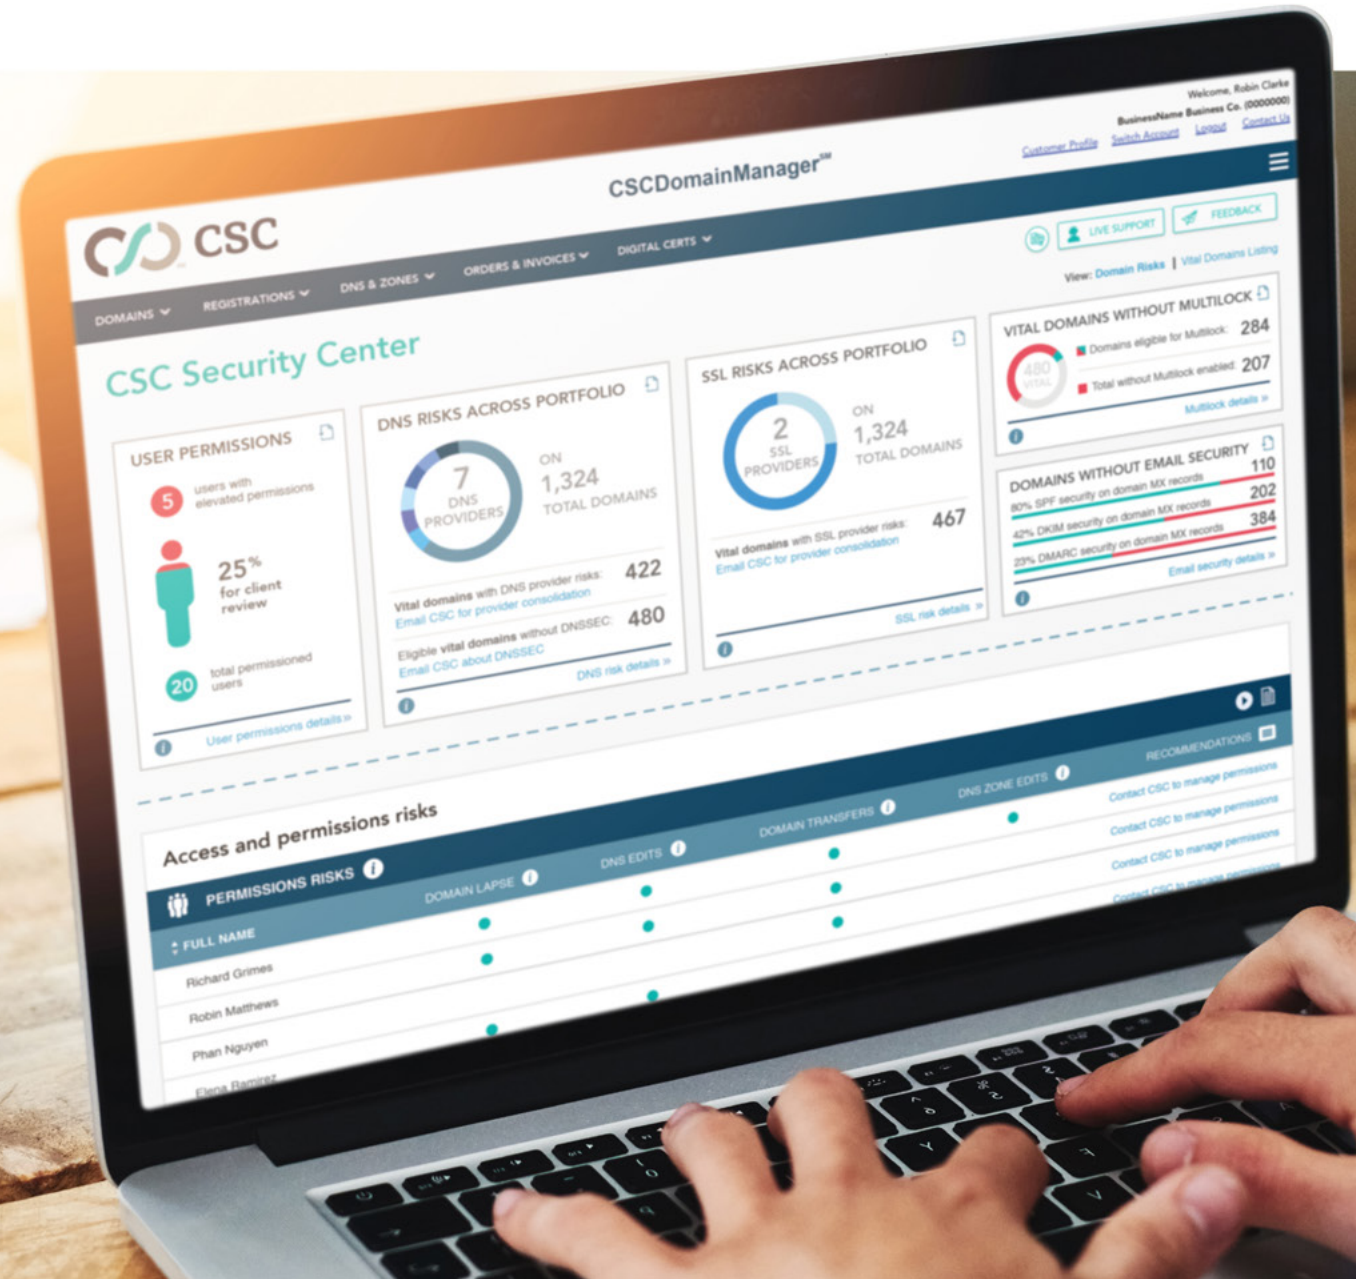 Welcome, Robin Clarke
BusinessName Business Co. (0000000)
Customer Profile Switch Account Logout Contact Us
CSC
CSCDomainManager℠
DOMAINS REGISTRATIONS DNS & ZONES ORDERS & INVOICES DIGITAL CERTS
LIVE SUPPORT FEEDBACK
View: Domain Risks | Vital Domains Listing
CSC Security Center
USER PERMISSIONS
5 users with
elevated permissions
25%
for client
review
20 total permissioned
users
User permissions details »
DNS RISKS ACROSS PORTFOLIO
7
DNS
PROVIDERS
ON
1,324
TOTAL DOMAINS
Vital domains with DNS provider risks: 422
Email CSC for provider consolidation
Eligible vital domains without DNSSEC: 480
Email CSC about DNSSEC
DNS risk details »
SSL RISKS ACROSS PORTFOLIO
2
SSL
PROVIDERS
ON
1,324
TOTAL DOMAINS
Vital domains with SSL provider risks: 467
Email CSC for provider consolidation
SSL risk details »
VITAL DOMAINS WITHOUT MULTILOCK
480
VITAL
Domains eligible for Multilock: 284
Total without Multilock enabled: 207
Multilock details »
DOMAINS WITHOUT EMAIL SECURITY
80% SPF security on domain MX records 110
42% DKIM security on domain MX records 202
23% DMARC security on domain MX records 384
Email security details »
Access and permissions risks
PERMISSIONS RISKS
FULL NAME DOMAIN LAPSE DNS EDITS DOMAIN TRANSFERS DNS ZONE EDITS RECOMMENDATIONS
Richard Grimes Contact CSC to manage permissions
Robin Matthews Contact CSC to manage permissions
Phan Nguyen Contact CSC to manage permissions
Elena Ramirez Contact CSC to manage permissions